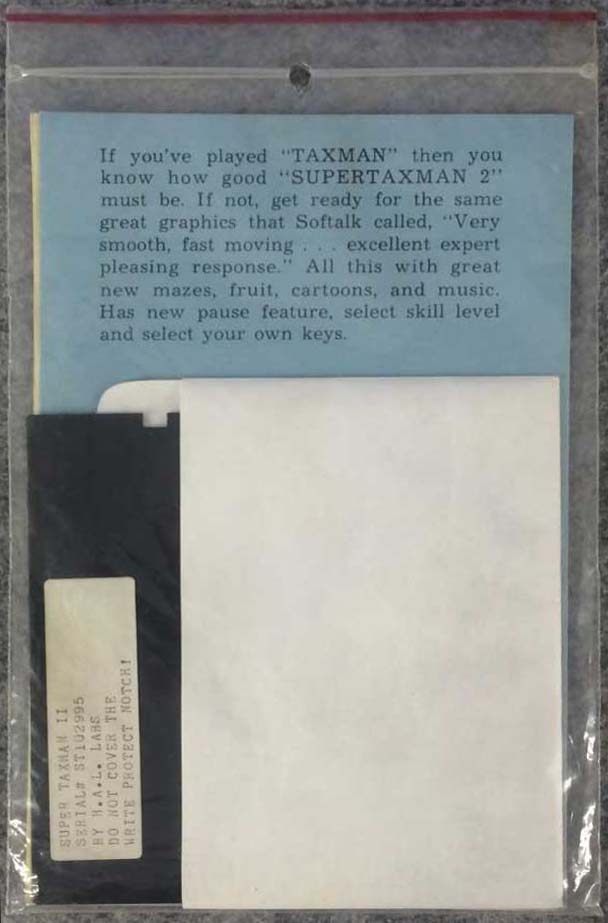 If you've played "TAXMAN" then you
know how good "SUPERTAXMAN 2"
must be. If not, get ready for the same
great graphics that Softalk called, "Very
smooth, fast moving . . . excellent expert
pleasing response." All this with great
new mazes, fruit, cartoons, and music.
Has new pause feature, select skill level
and select your own keys.
SUPER TAXMAN II
SERIAL# ST102995
BY H.A.L. LABS
DO NOT COVER THE
WRITE PROTECT NOTCH!